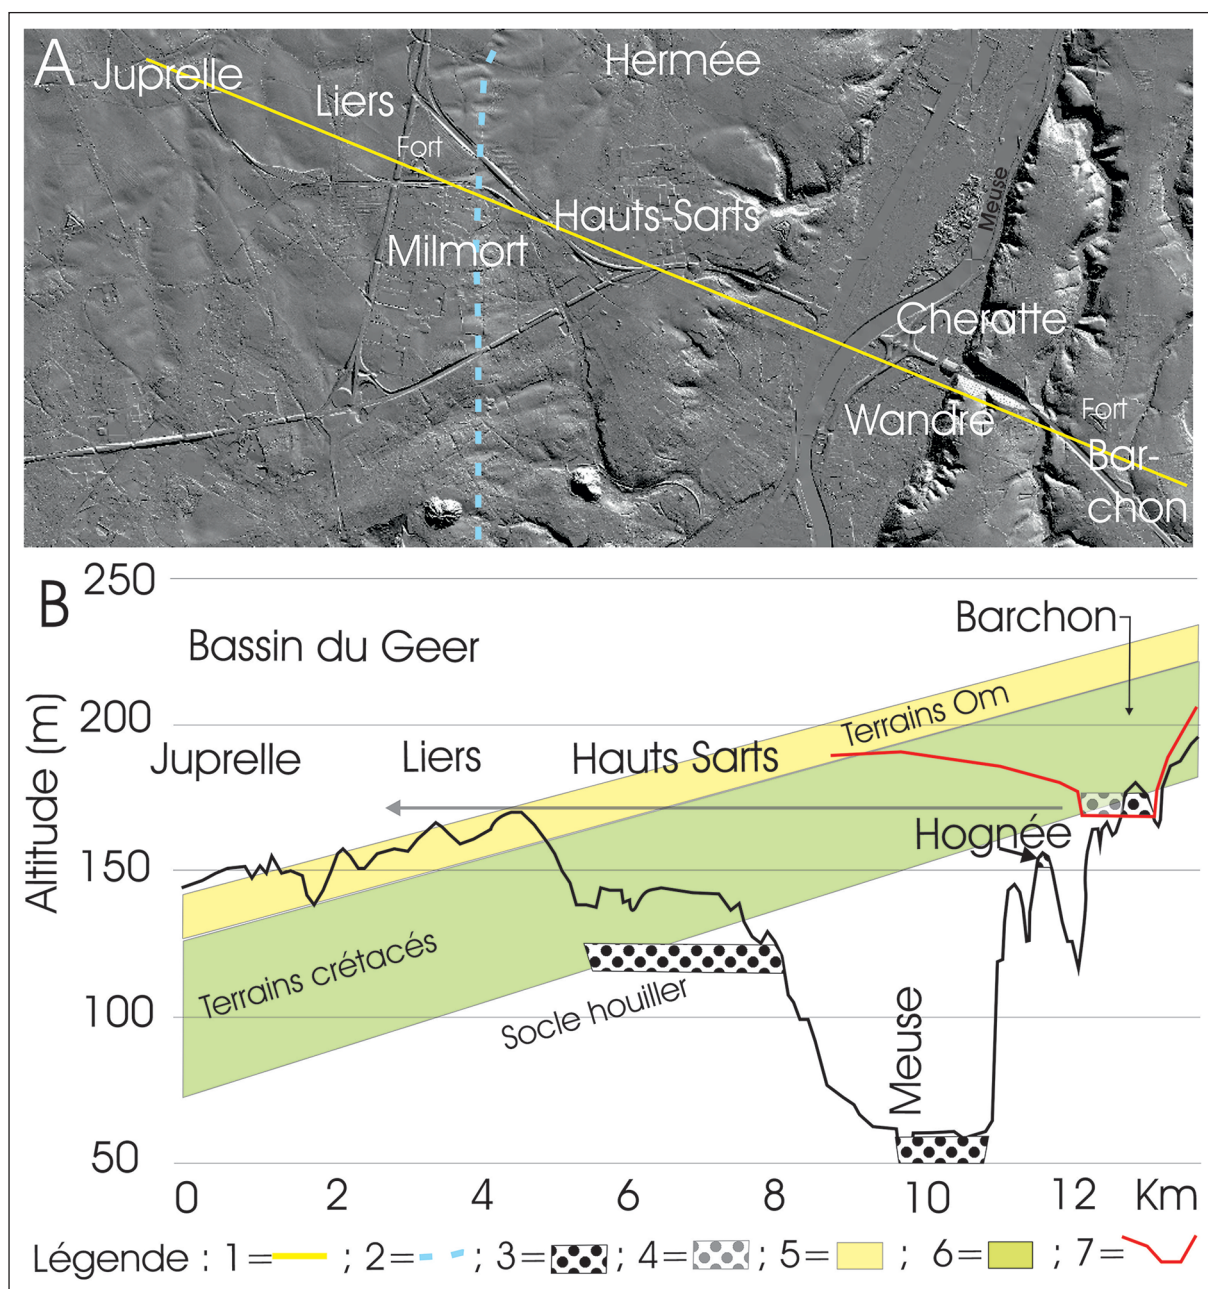 A
Juprelle
Liers
Hermée
Fort
Meuse
Hauts-Sarts
Milmort
Cheratte
Wandre
Fort
Bar-
chon
B
250
Barchon
Bassin du Geer
Terrains Om
200
Juprelle
Liers
Hauts Sarts
Hognée
150
Altitude (m)
Terrains crétacés
Socle houiller
100
Meuse
50
0 2 4 6 8 10 12 Km
Légende : 1= ; 2= ; 3= ; 4= ; 5= ; 6= ; 7=